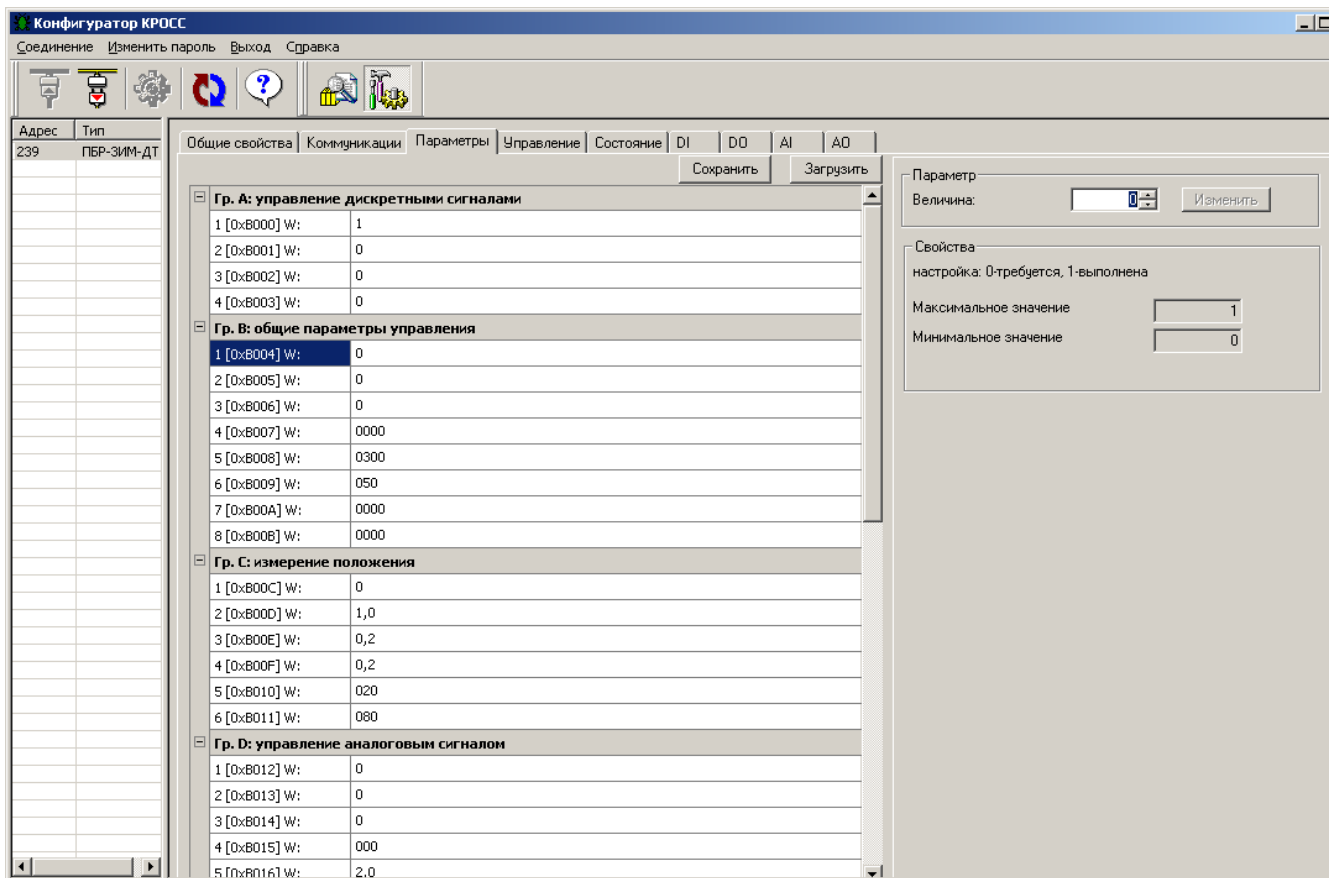 Конфигуратор КРОСС
Соединение Изменить пароль Выход Справка
Адрес Тип
239 ПБР-3ИМ-ДТ
Общие свойства Коммуникации Параметры Управление Состояние DI DO AI AO
Сохранить Загрузить
Гр. A: управление дискретными сигналами
1 [0xB000] W: 1
2 [0xB001] W: 0
3 [0xB002] W: 0
4 [0xB003] W: 0
Гр. B: общие параметры управления
1 [0xB004] W: 0
2 [0xB005] W: 0
3 [0xB006] W: 0
4 [0xB007] W: 0000
5 [0xB008] W: 0300
6 [0xB009] W: 050
7 [0xB00A] W: 0000
8 [0xB00B] W: 0000
Гр. C: измерение положения
1 [0xB00C] W: 0
2 [0xB00D] W: 1,0
3 [0xB00E] W: 0,2
4 [0xB00F] W: 0,2
5 [0xB010] W: 020
6 [0xB011] W: 080
Гр. D: управление аналоговым сигналом
1 [0xB012] W: 0
2 [0xB013] W: 0
3 [0xB014] W: 0
4 [0xB015] W: 000
5 [0xB016] W: 2,0
Параметр
Величина: 0 Изменить
Свойства
настройка: 0-требуется, 1-выполнена
Максимальное значение 1
Минимальное значение 0